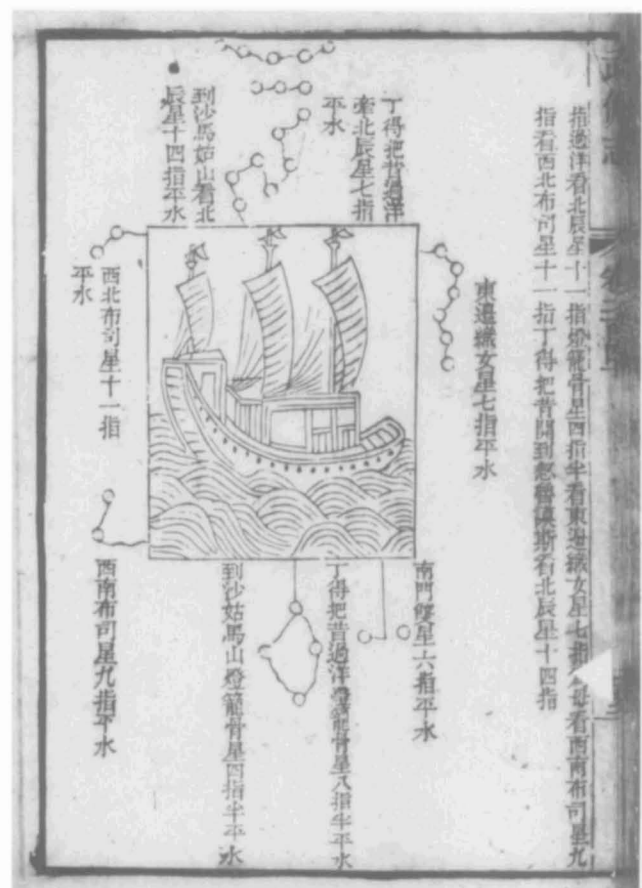 指過洋看北辰星十一指燈籠骨星四指半看東邊織女星七指為母看西南布司星九
指看西北布司星十一指丁得把昔開到忽魯謨斯看北辰星十四指
東邊織女星七指平水
丁得把昔過洋
牽北辰星七指
平水
到沙馬姑山看北
辰星十四指平水
西北布司星十一指
平水
南門雙星六指平水
丁得把昔過洋燈籠骨星八指半平水
到沙姑馬山燈籠骨星四指半平水
西南布司星九指平水